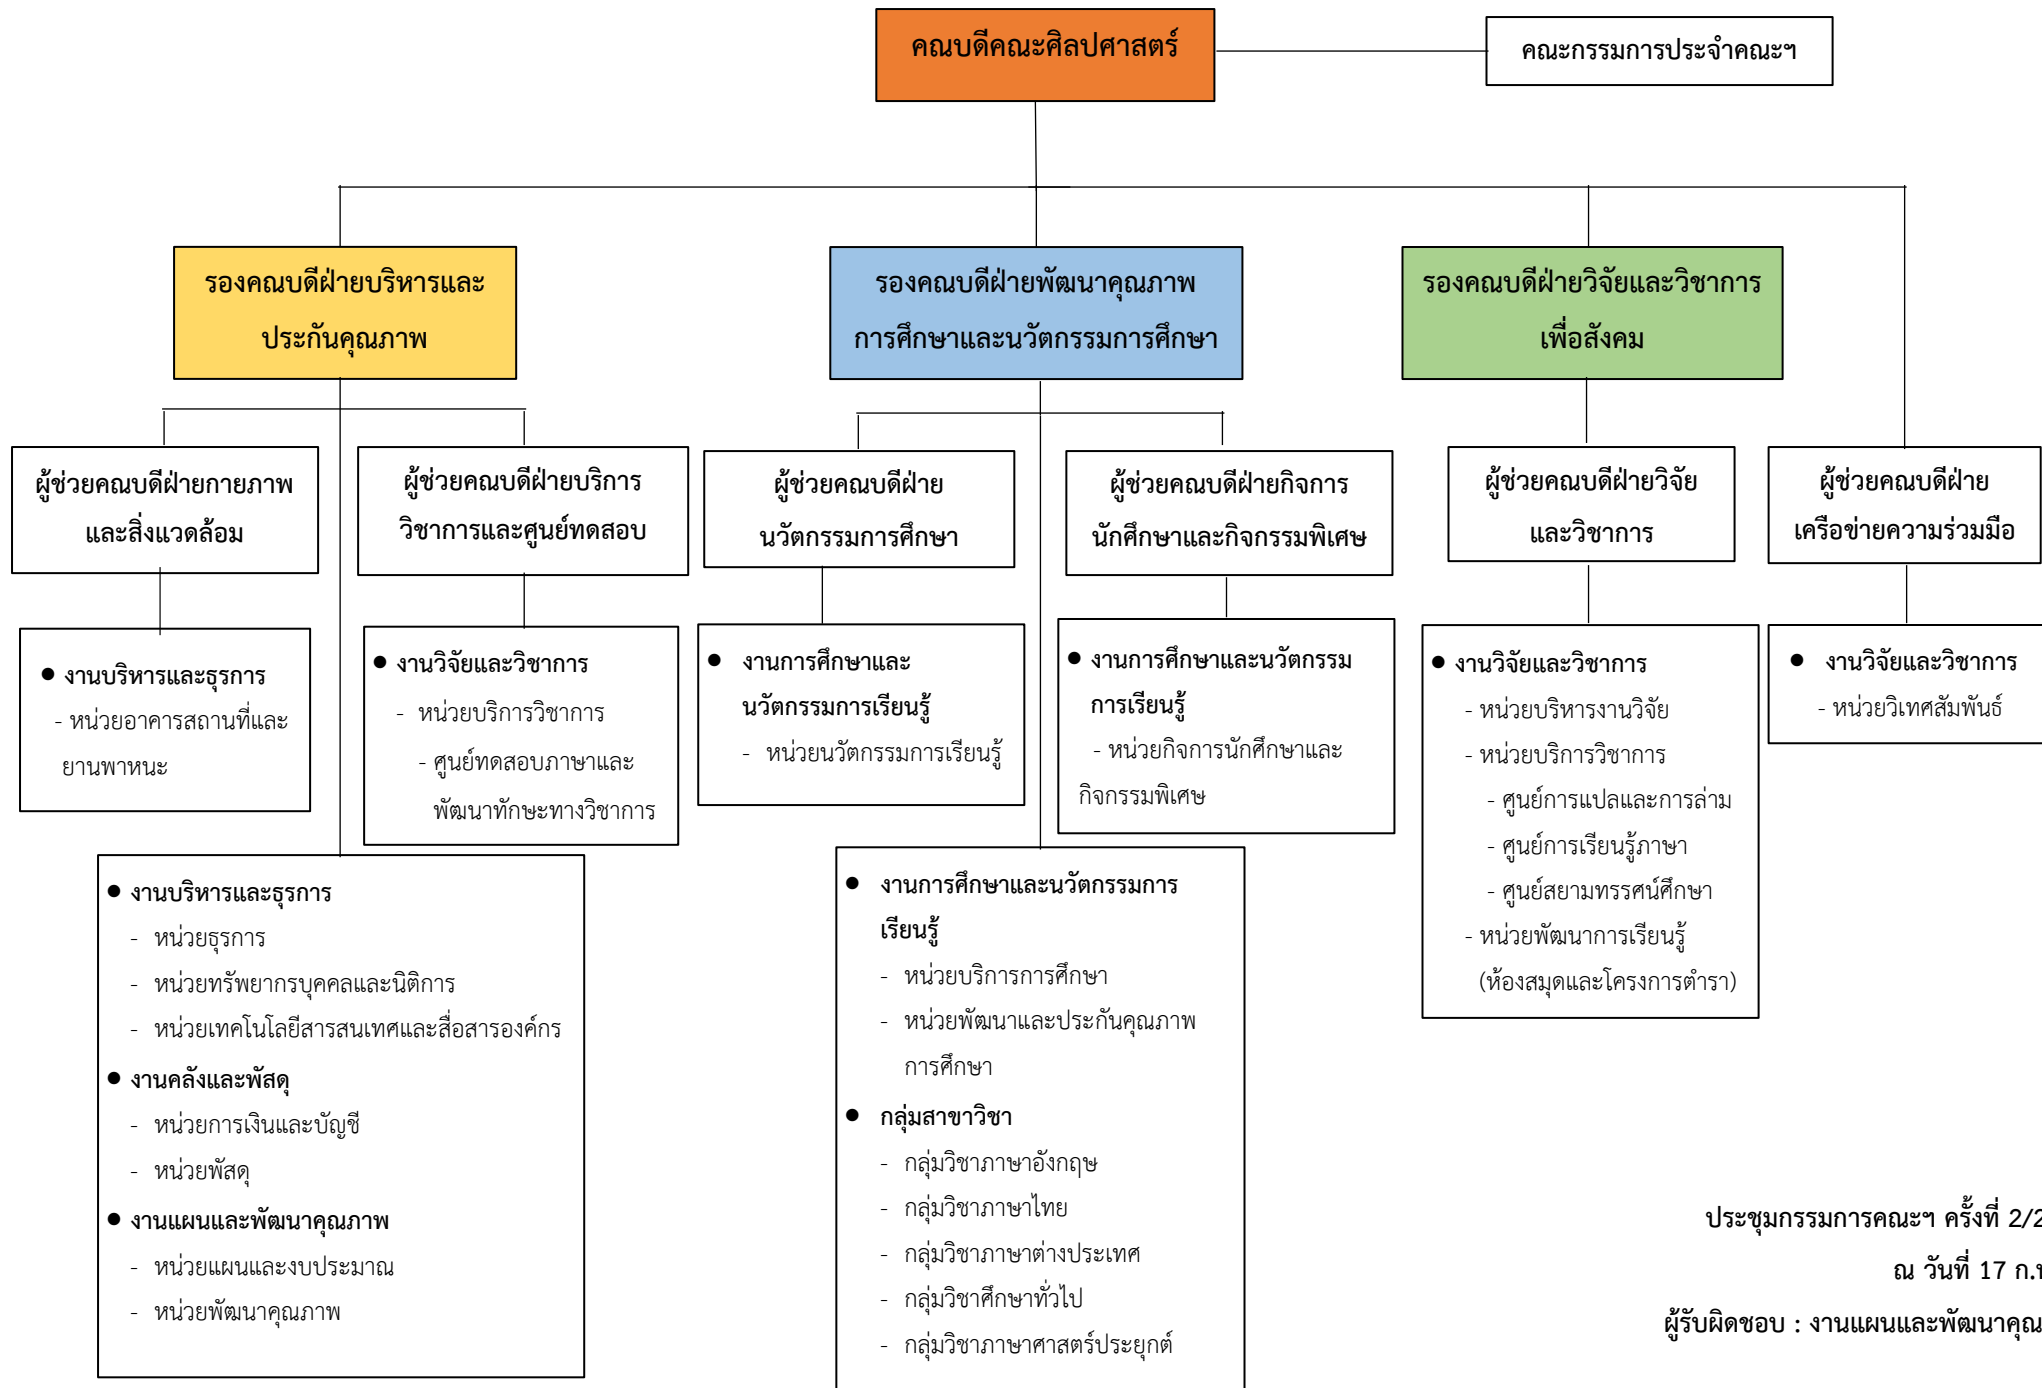 คณบดีคณะศิลปศาสตร์
คณะกรรมการประจำคณะฯ
รองคณบดีฝ่ายบริหารและ
ประกันคุณภาพ
รองคณบดีฝ่ายพัฒนาคุณภาพ
การศึกษาและนวัตกรรมการศึกษา
รองคณบดีฝ่ายวิจัยและวิชาการ
เพื่อสังคม
ผู้ช่วยคณบดีฝ่ายกายภาพ
และสิ่งแวดล้อม
ผู้ช่วยคณบดีฝ่ายบริการ
วิชาการและศูนย์ทดสอบ
ผู้ช่วยคณบดีฝ่าย
นวัตกรรมการศึกษา
ผู้ช่วยคณบดีฝ่ายกิจการ
นักศึกษาและกิจกรรมพิเศษ
ผู้ช่วยคณบดีฝ่ายวิจัย
และวิชาการ
ผู้ช่วยคณบดีฝ่าย
เครือข่ายความร่วมมือ
● งานบริหารและธุรการ
- หน่วยอาคารสถานที่และ
ยานพาหนะ
● งานวิจัยและวิชาการ
- หน่วยบริการวิชาการ
- ศูนย์ทดสอบภาษาและ
พัฒนาทักษะทางวิชาการ
● งานการศึกษาและ
นวัตกรรมการเรียนรู้
- หน่วยนวัตกรรมการเรียนรู้
● งานการศึกษาและนวัตกรรม
การเรียนรู้
- หน่วยกิจการนักศึกษาและ
กิจกรรมพิเศษ
● งานวิจัยและวิชาการ
- หน่วยบริหารงานวิจัย
- หน่วยบริการวิชาการ
- ศูนย์การแปลและการล่าม
- ศูนย์การเรียนรู้ภาษา
- ศูนย์สยามทรรศน์ศึกษา
- หน่วยพัฒนาการเรียนรู้
(ห้องสมุดและโครงการตำรา)
● งานวิจัยและวิชาการ
- หน่วยวิเทศสัมพันธ์
● งานบริหารและธุรการ
- หน่วยธุรการ
- หน่วยทรัพยากรบุคคลและนิติการ
- หน่วยเทคโนโลยีสารสนเทศและสื่อสารองค์กร
● งานคลังและพัสดุ
- หน่วยการเงินและบัญชี
- หน่วยพัสดุ
● งานแผนและพัฒนาคุณภาพ
- หน่วยแผนและงบประมาณ
- หน่วยพัฒนาคุณภาพ
● งานการศึกษาและนวัตกรรมการ
เรียนรู้
- หน่วยบริการการศึกษา
- หน่วยพัฒนาและประกันคุณภาพ
การศึกษา
● กลุ่มสาขาวิชา
- กลุ่มวิชาภาษาอังกฤษ
- กลุ่มวิชาภาษาไทย
- กลุ่มวิชาภาษาต่างประเทศ
- กลุ่มวิชาศึกษาทั่วไป
- กลุ่มวิชาภาษาศาสตร์ประยุกต์
ประชุมกรรมการคณะฯ ครั้งที่ 2/2
ณ วันที่ 17
ผู้รับผิดชอบ : งานแผนและพัฒนาคุณ